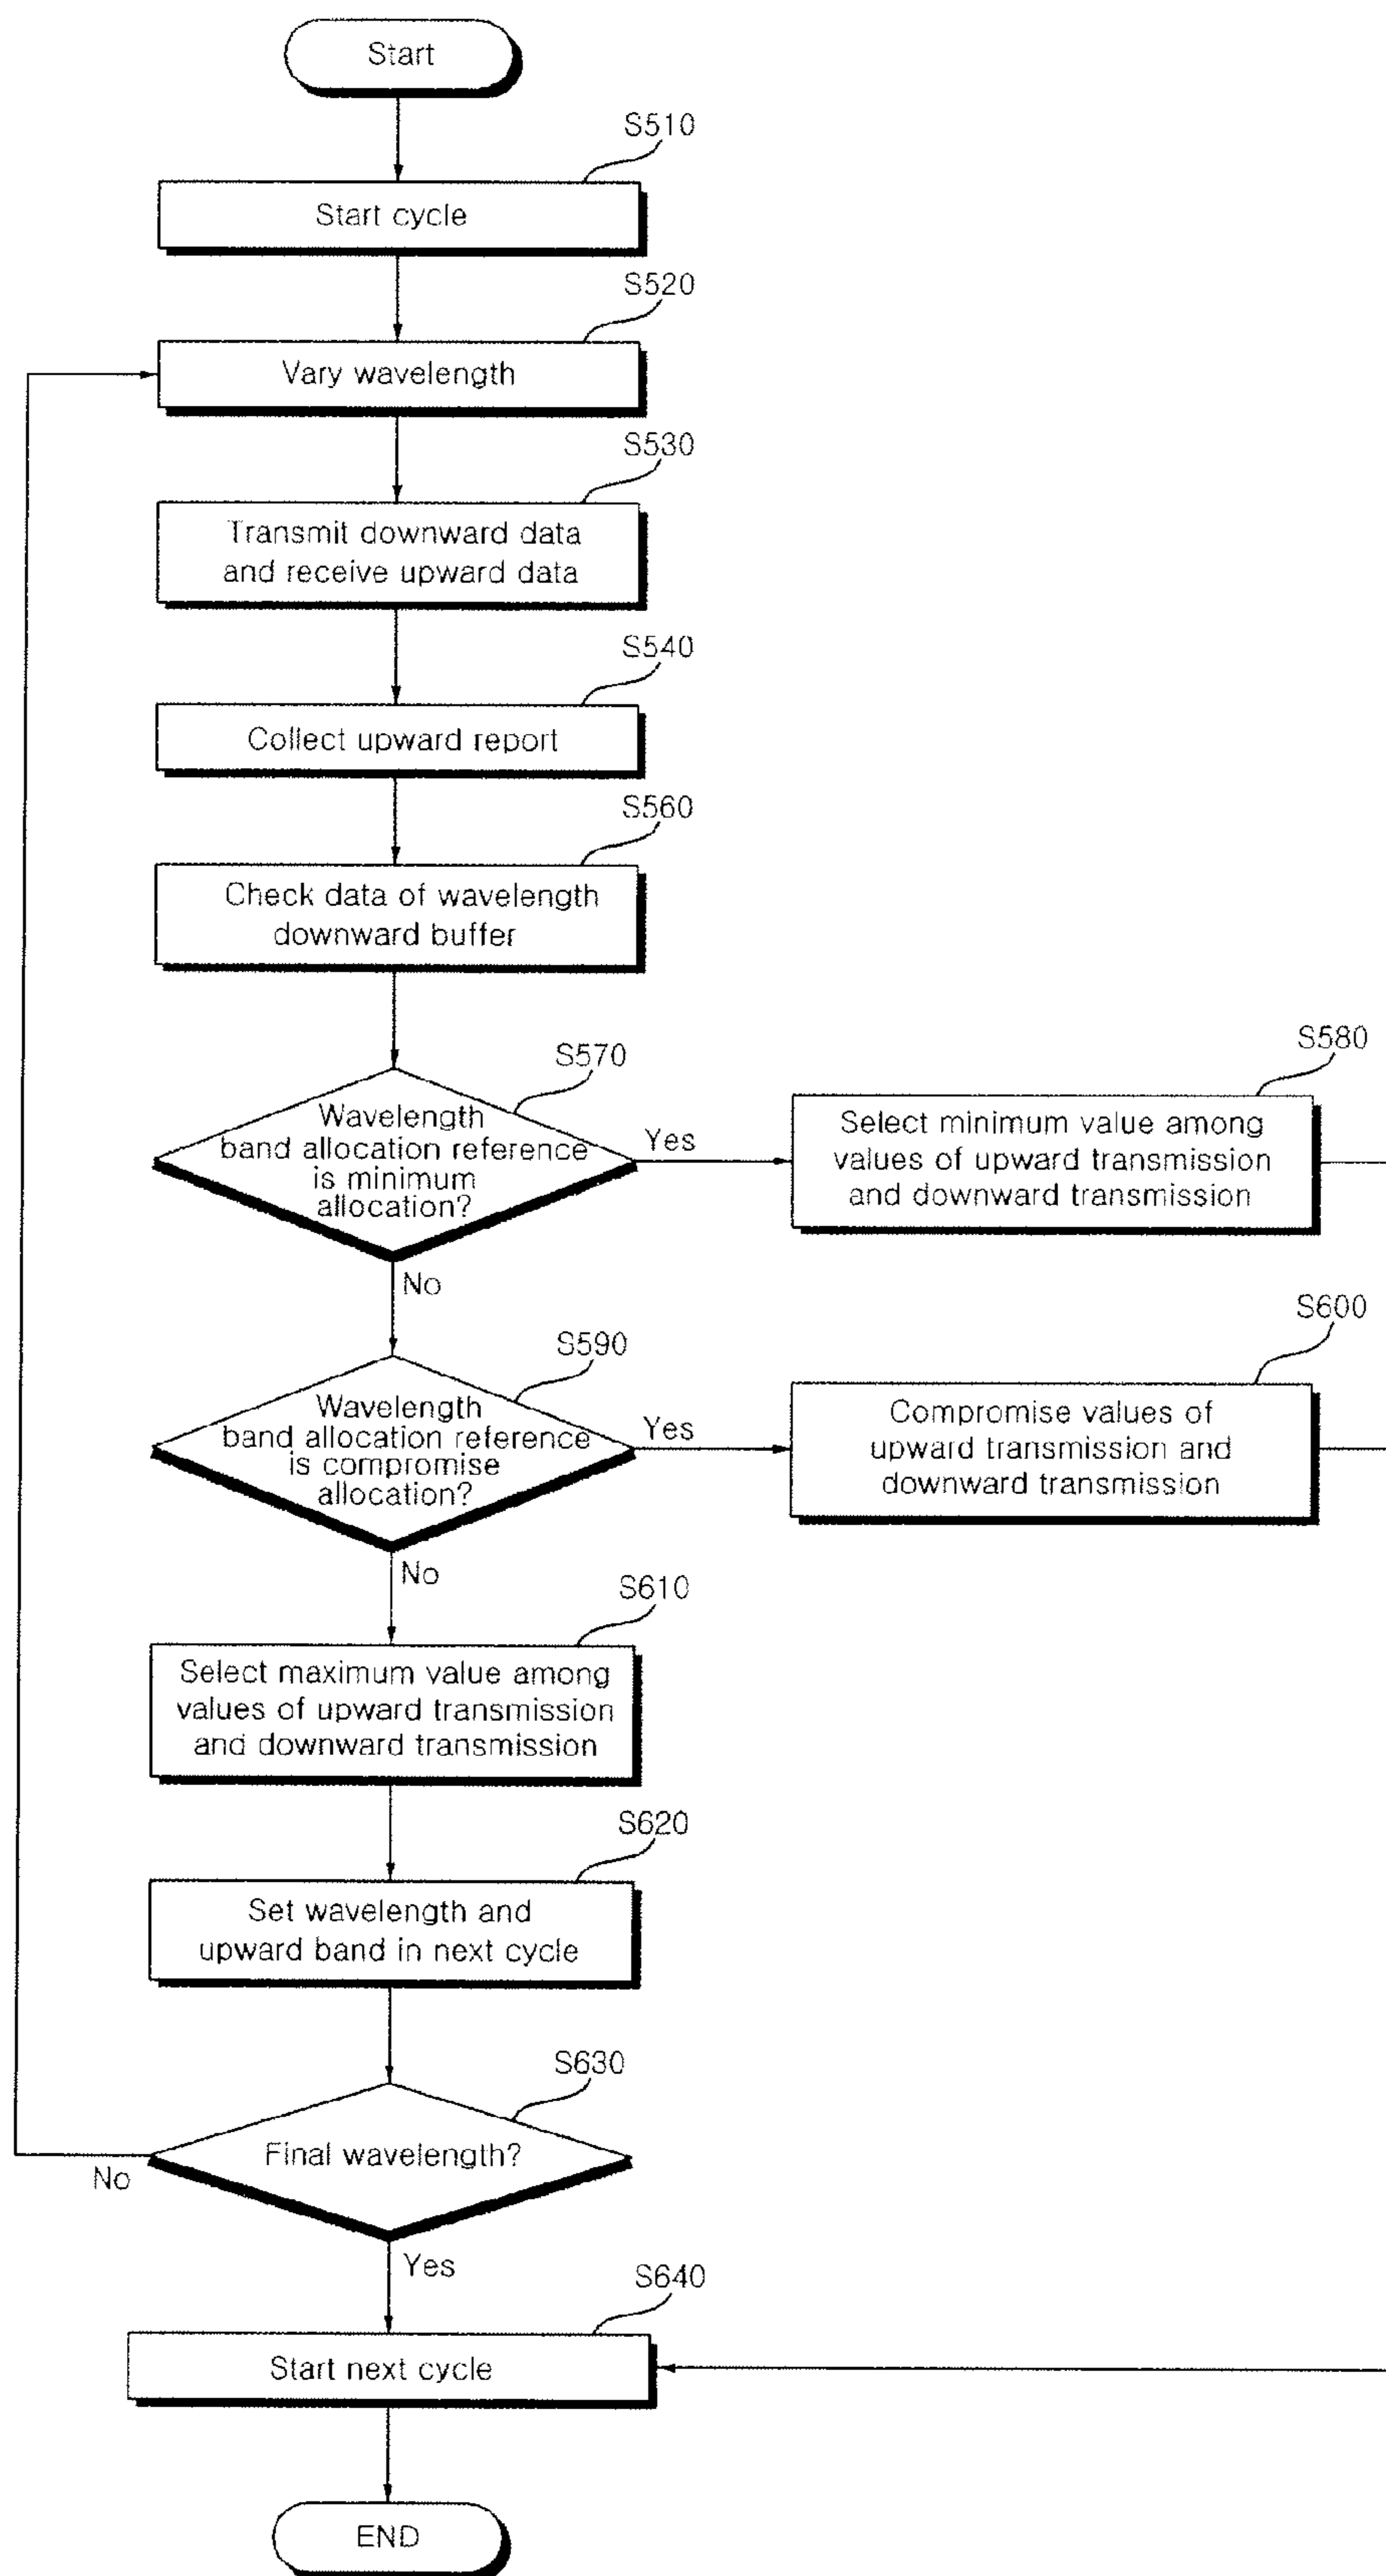 Start
S510
Start cycle
S520
Vary wavelength
S530
Transmit downward data
and receive upward data
S540
Collect upward report
S560
Check data of wavelength
downward buffer
S570
Wavelength
band allocation reference
is minimum
allocation?
Yes
No
S580
Select minimum value among
values of upward transmission
and downward transmission
S590
Wavelength
band allocation reference
is compromise
allocation?
Yes
No
S600
Compromise values of
upward transmission and
downward transmission
S610
Select maximum value among
values of upward transmission
and downward transmission
S620
Set wavelength and
upward band in next cycle
S630
Final wavelength?
No
Yes
S640
Start next cycle
END